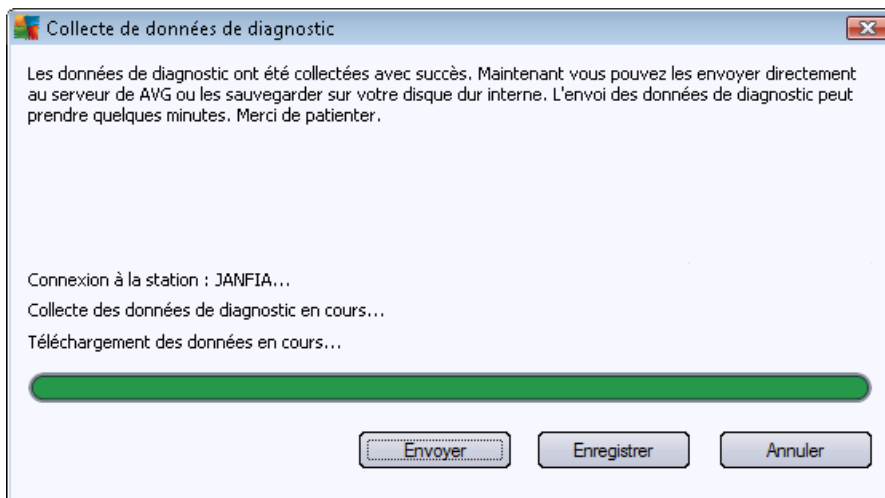 Collecte de données de diagnostic
Les données de diagnostic ont été collectées avec succès. Maintenant vous pouvez les envoyer directement
au serveur de AVG ou les sauvegarder sur votre disque dur interne. L'envoi des données de diagnostic peut
prendre quelques minutes. Merci de patienter.
Connexion à la station : JANFIA...
Collecte des données de diagnostic en cours...
Téléchargement des données en cours...
Envoyer
Enregistrer
Annuler